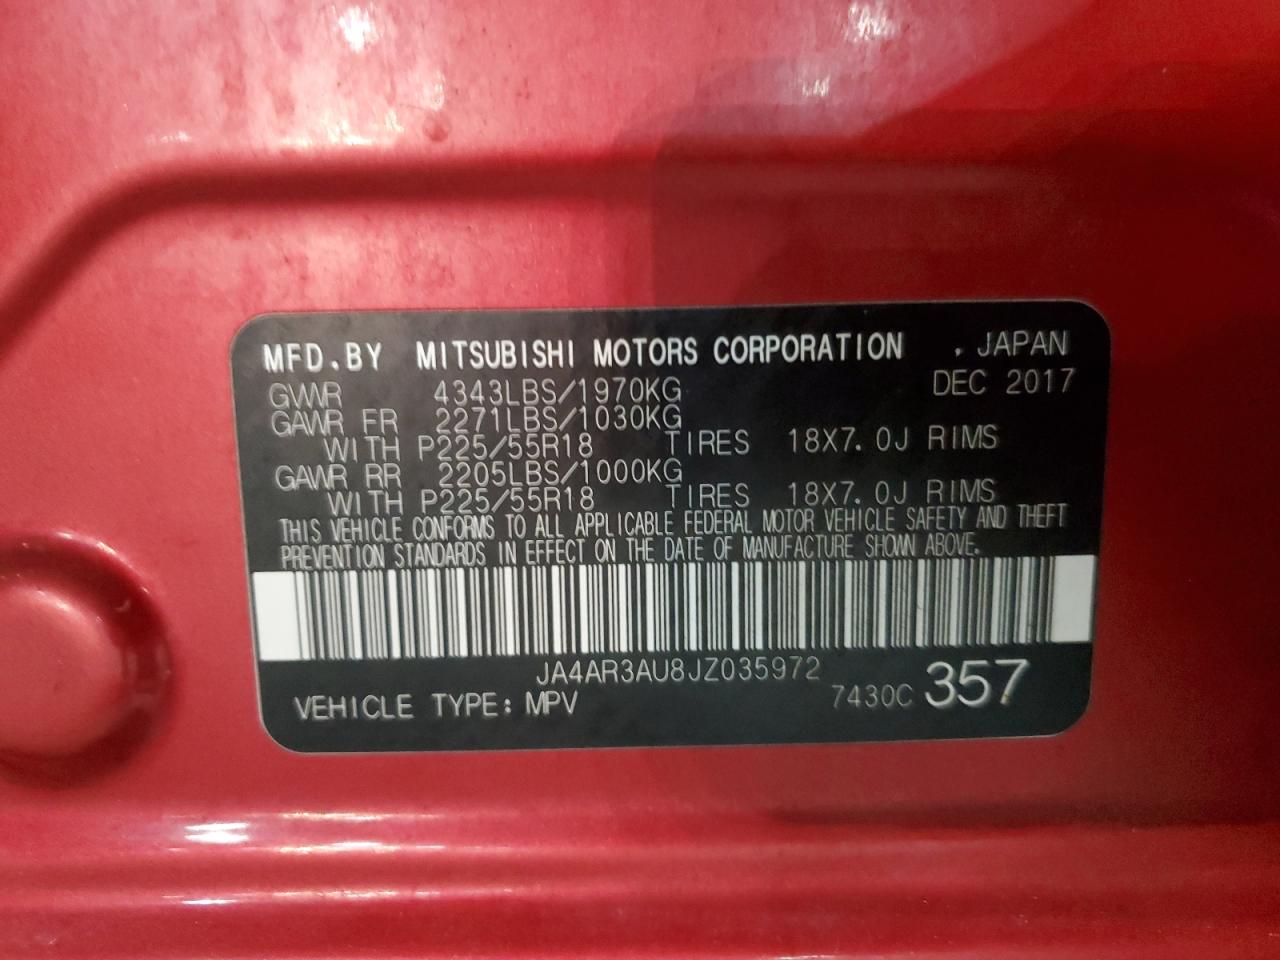 MFD.BY MITSUBISHI MOTORS CORPORATION . JAPAN
GVWR 4343LBS/1970KG DEC 2017
GAWR FR 2271LBS/1030KG
WITH P225/55R18 TIRES 18X7.0J RIMS
GAWR RR 2205LBS/1000KG
WITH P225/55R18 TIRES 18X7.0J RIMS
THIS VEHICLE CONFORMS TO ALL APPLICABLE FEDERAL MOTOR VEHICLE SAFETY AND THEFT
PREVENTION STANDARDS IN EFFECT ON THE DATE OF MANUFACTURE SHOWN ABOVE.
JA4AR3AU8JZ035972
VEHICLE TYPE: MPV 7430C 357